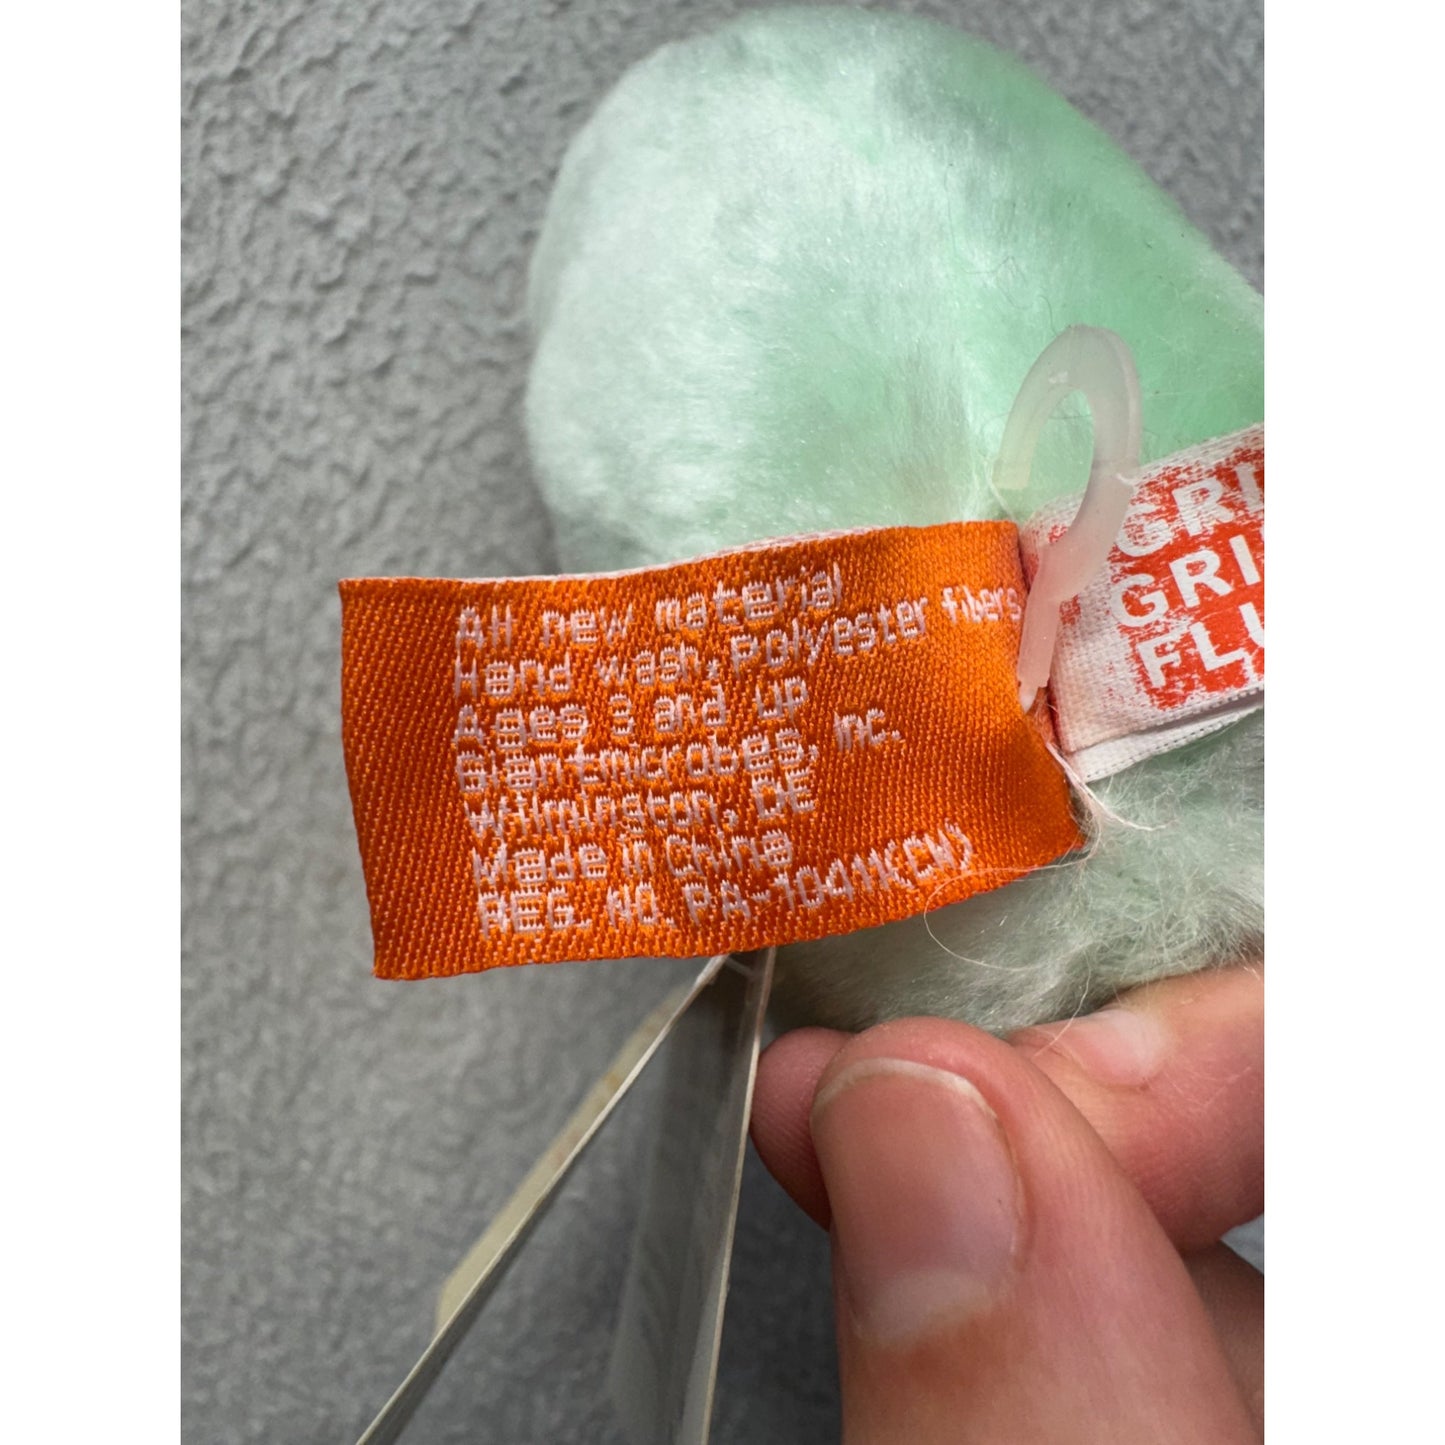 All new material
Hand wash, Polyester fibers
Ages 3 and up
Giantmicrobes, Inc.
Wilmington, DE
Made in China
REG. NO. PA-10411(CN)
GRI
GRI
FLU